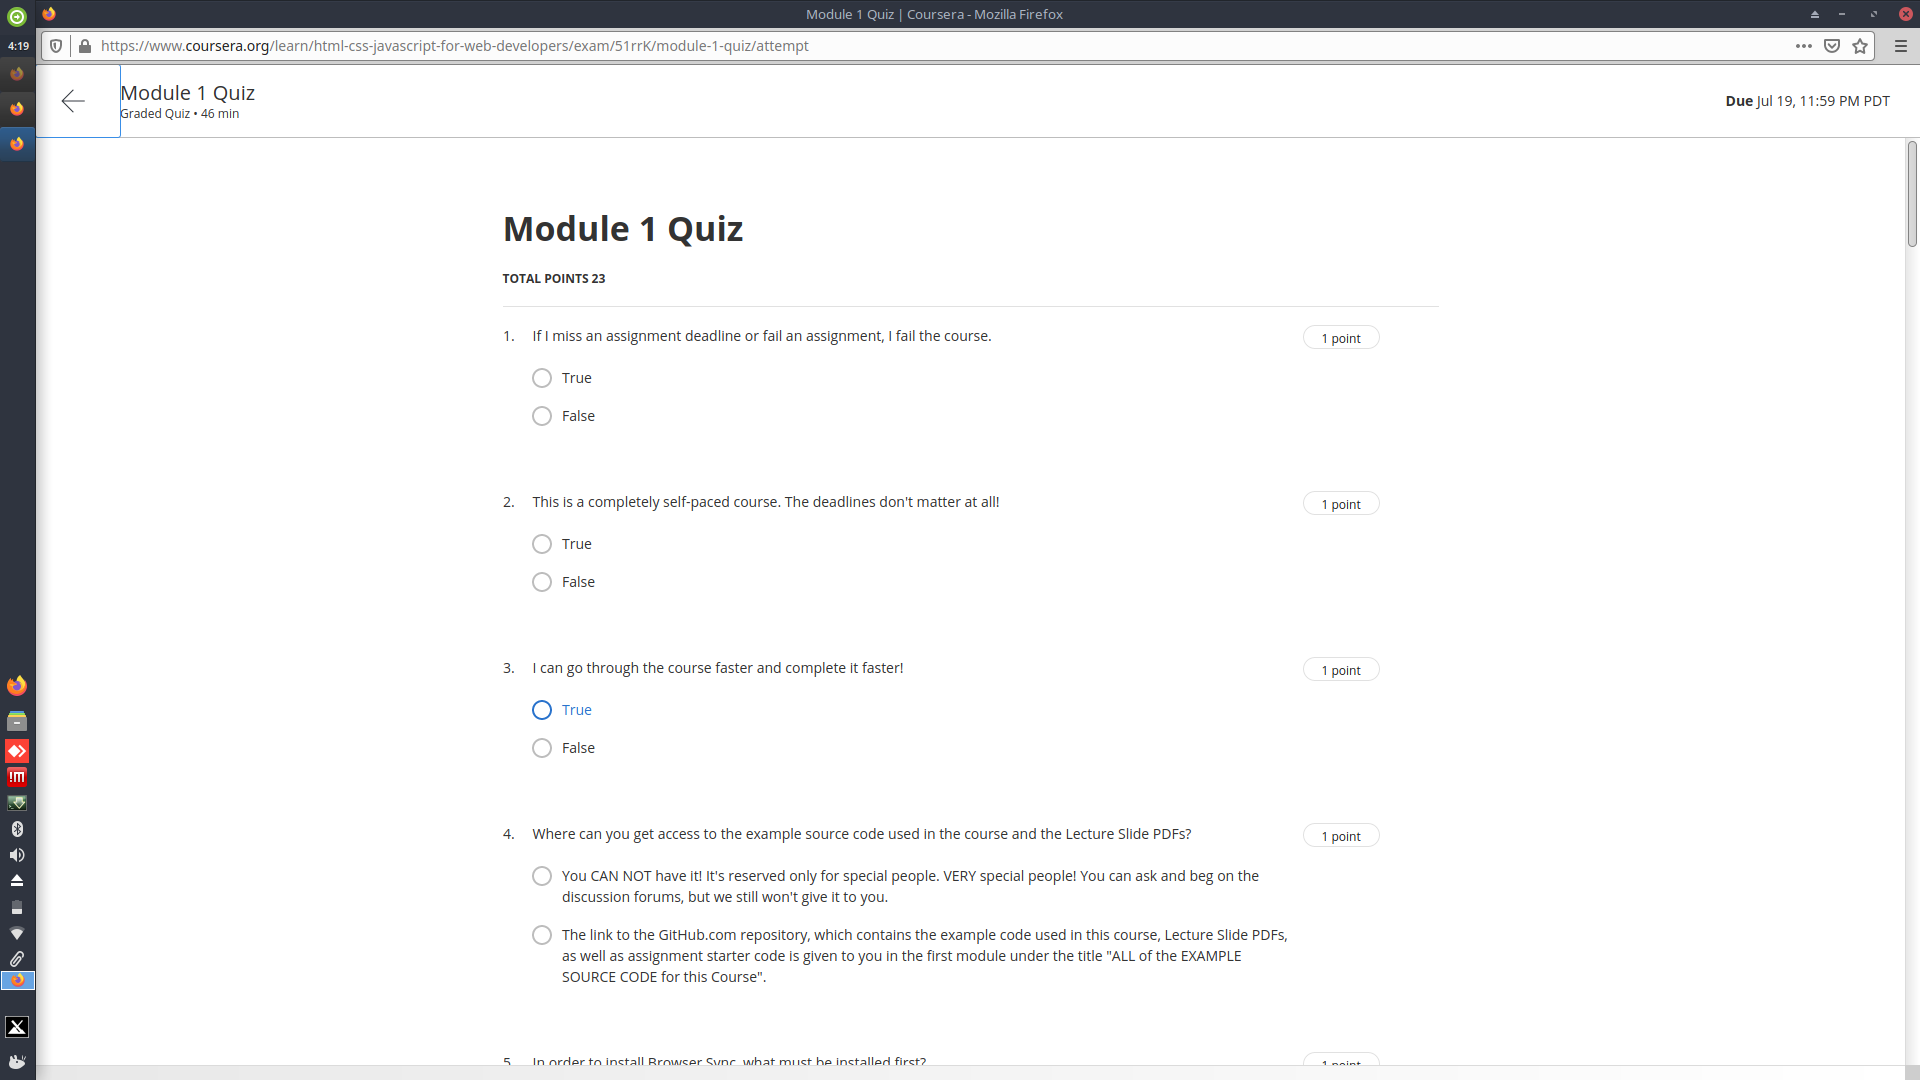 Module 1 Quiz | Coursera - Mozilla Firefox
4:19
https://www.coursera.org/learn/html-css-javascript-for-web-developers/exam/51rrK/module-1-quiz/attempt
Module 1 Quiz
Graded Quiz • 46 min
Due Jul 19, 11:59 PM PDT
Module 1 Quiz
TOTAL POINTS 23
1. If I miss an assignment deadline or fail an assignment, I fail the course.
1 point
True
False
2. This is a completely self-paced course. The deadlines don't matter at all!
1 point
True
False
3. I can go through the course faster and complete it faster!
1 point
True
False
4. Where can you get access to the example source code used in the course and the Lecture Slide PDFs?
1 point
You CAN NOT have it! It's reserved only for special people. VERY special people! You can ask and beg on the
discussion forums, but we still won't give it to you.
The link to the GitHub.com repository, which contains the example code used in this course, Lecture Slide PDFs,
as well as assignment starter code is given to you in the first module under the title "ALL of the EXAMPLE
SOURCE CODE for this Course".
5. In order to install Browser Sync, what must be installed first?
1 point
!M